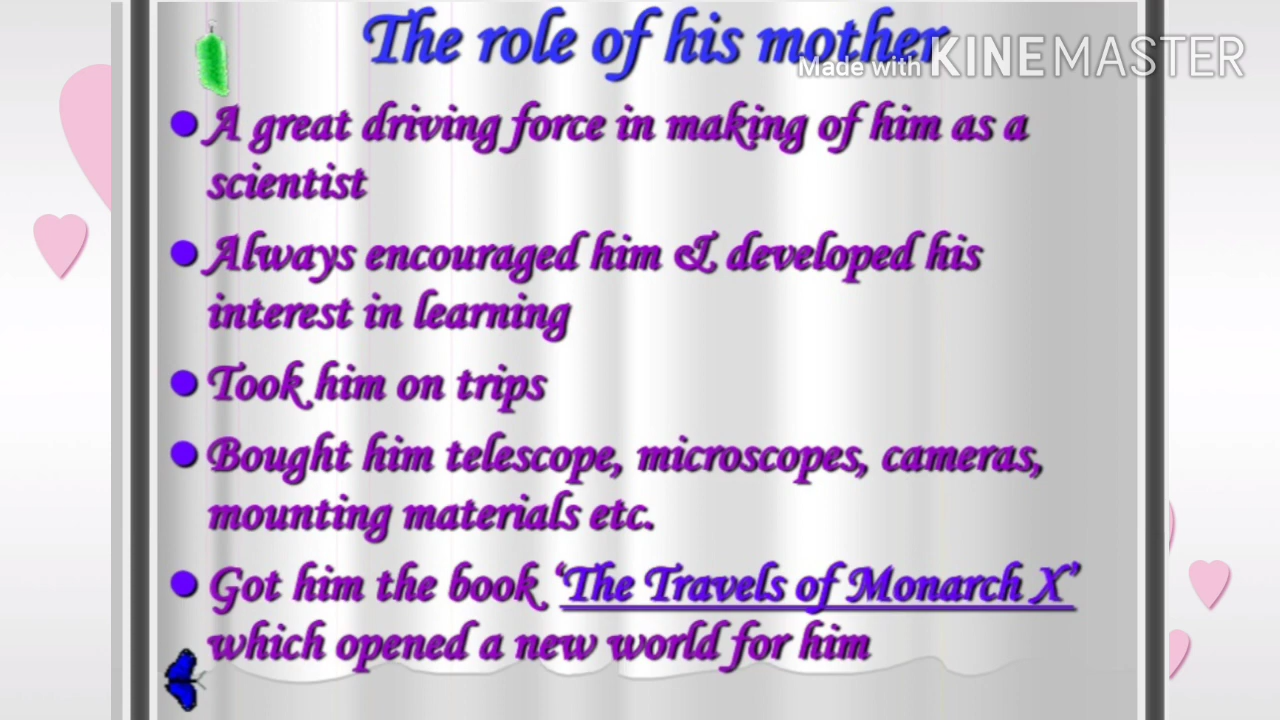 The role of his mother
Made with KINEMASTER
● A great driving force in making of him as a
scientist
● Always encouraged him & developed his
interest in learning
● Took him on trips
● Bought him telescope, microscopes, cameras,
mounting materials etc.
● Got him the book ‘The Travels of Monarch X’
which opened a new world for him